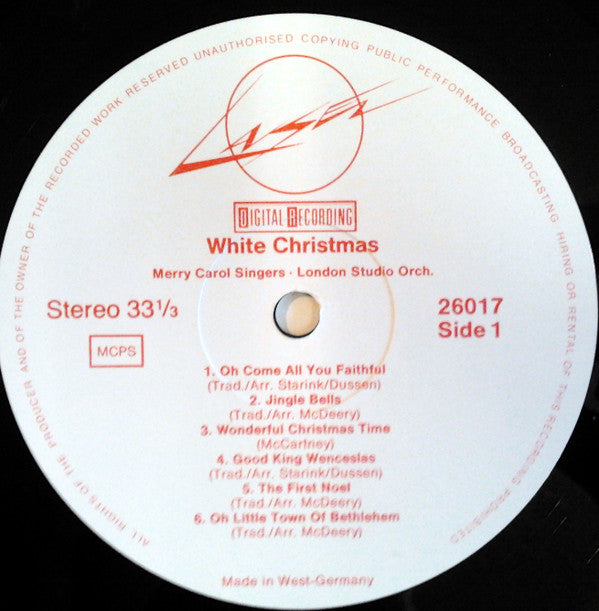 ALL RIGHTS OF THE PRODUCER AND OF THE OWNER OF THE RECORDED WORK RESERVED UNAUTHORISED COPYING PUBLIC PERFORMANCE BROADCASTING HIRING OR RENTAL OF THIS RECORDING PROHIBITED
LASER
DIGITAL RECORDING
White Christmas
Merry Carol Singers · London Studio Orch.
Stereo 33 1/3
MCPS
26017
Side 1
1. Oh Come All You Faithful
(Trad./Arr. Starink/Dussen)
2. Jingle Bells
(Trad./Arr. McDeery)
3. Wonderful Christmas Time
(McCartney)
4. Good King Wenceslas
(Trad./Arr. Starink/Dussen)
5. The First Noel
(Trad./Arr. McDeery)
6. Oh Little Town Of Bethlehem
(Trad./Arr. McDeery)
Made in West-Germany